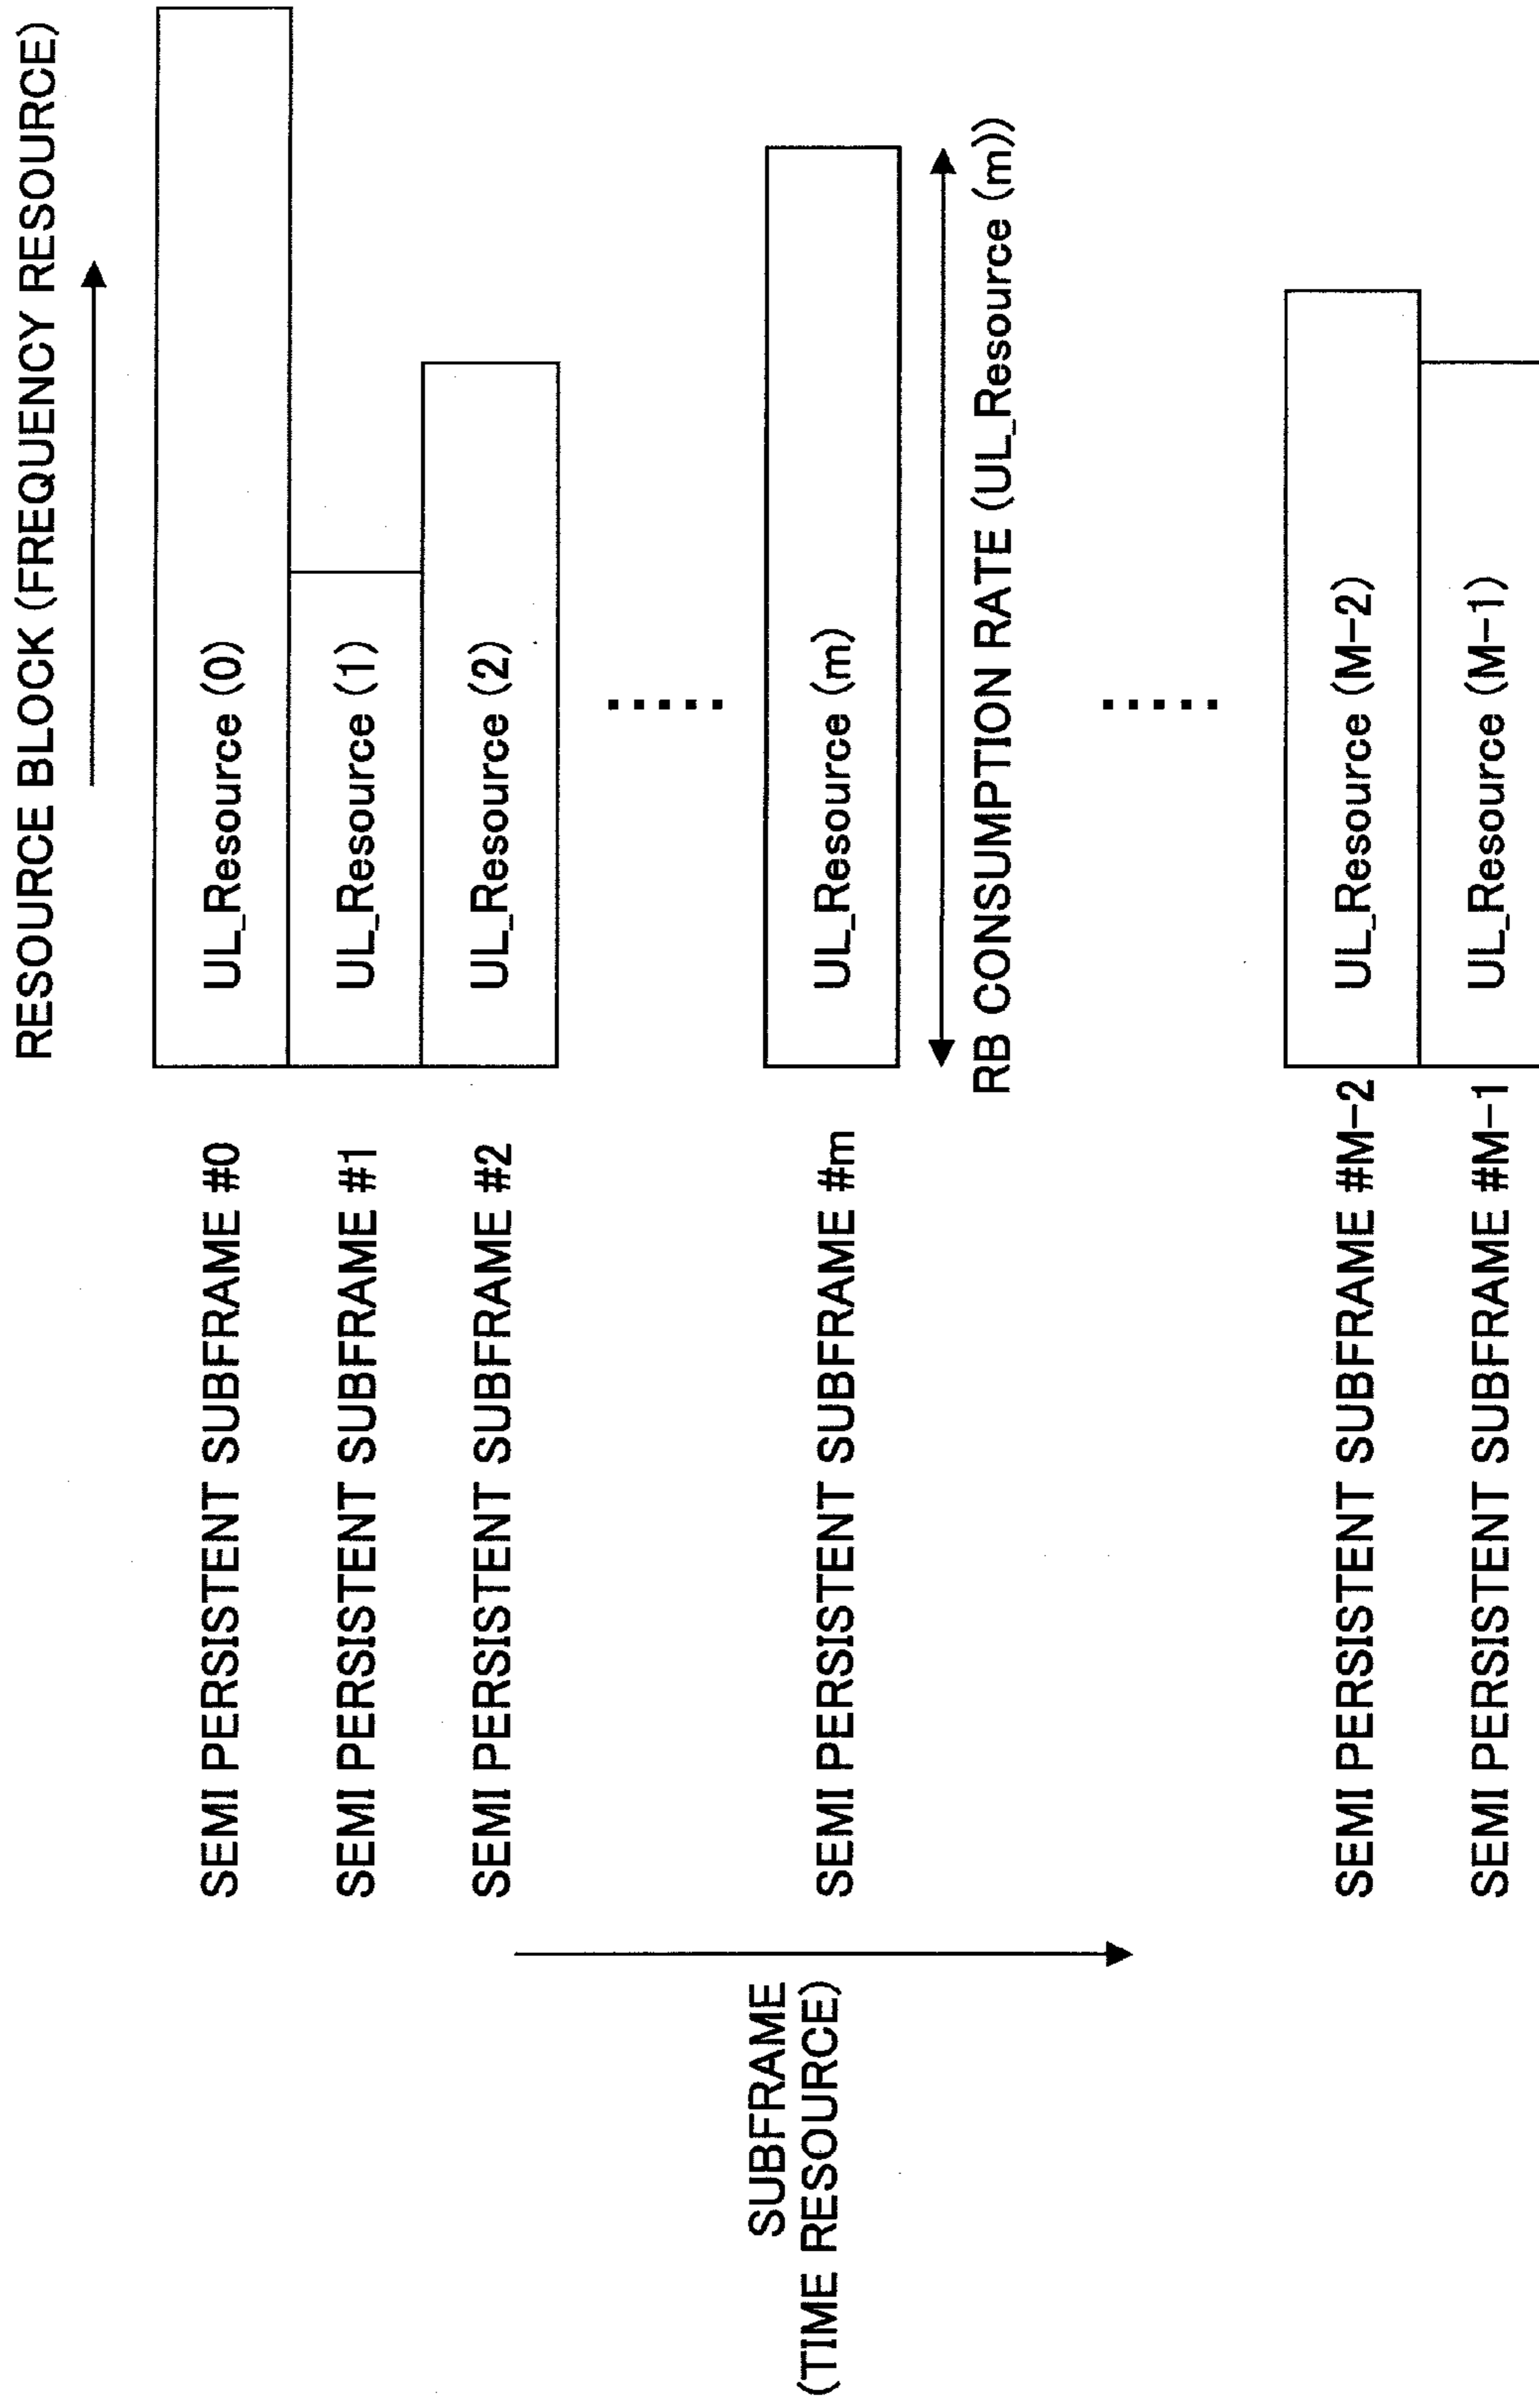 RESOURCE BLOCK (FREQUENCY RESOURCE)
SEMI PERSISTENT SUBFRAME #0
UL_Resource (0)
SEMI PERSISTENT SUBFRAME #1
UL_Resource (1)
SEMI PERSISTENT SUBFRAME #2
UL_Resource (2)
SUBFRAME
(TIME RESOURCE)
SEMI PERSISTENT SUBFRAME #m
UL_Resource (m)
RB CONSUMPTION RATE (UL_Resource (m))
SEMI PERSISTENT SUBFRAME #M-2
UL_Resource (M-2)
SEMI PERSISTENT SUBFRAME #M-1
UL_Resource (M-1)